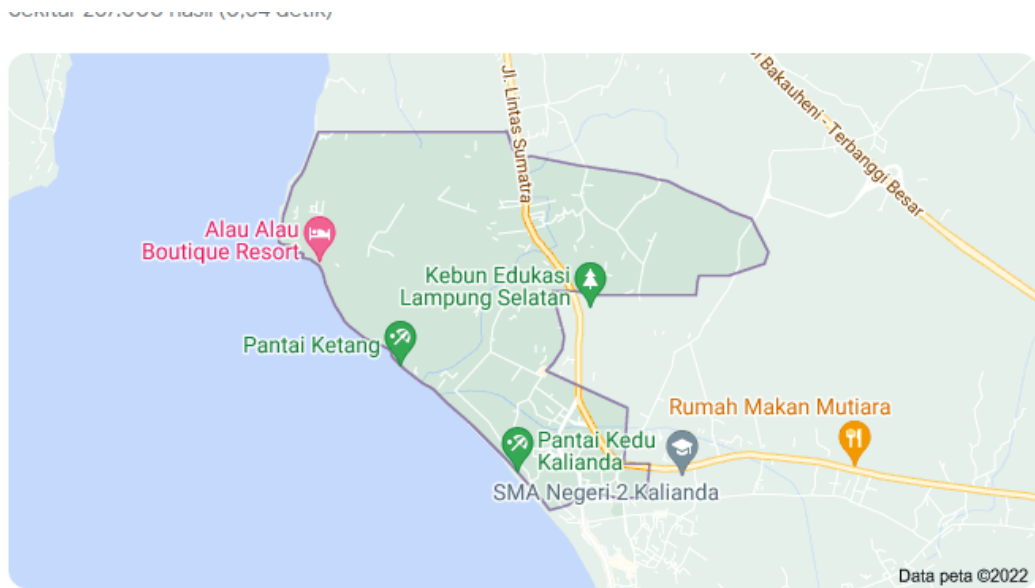 Jl. Lintas Sumatra
Bakauheni - Terbanggi Besar
Alau Alau
Boutique Resort
Kebun Edukasi
Lampung Selatan
Pantai Ketang
Rumah Makan Mutiara
Pantai Kedu
Kalianda
SMA Negeri 2 Kalianda
Data peta ©2022